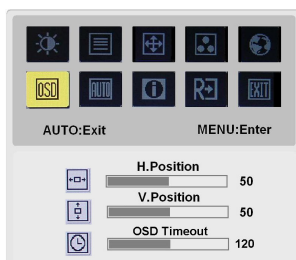 OSD AUTO R EXIT
AUTO:Exit MENU:Enter
H.Position
50
V.Position
50
OSD Timeout
120